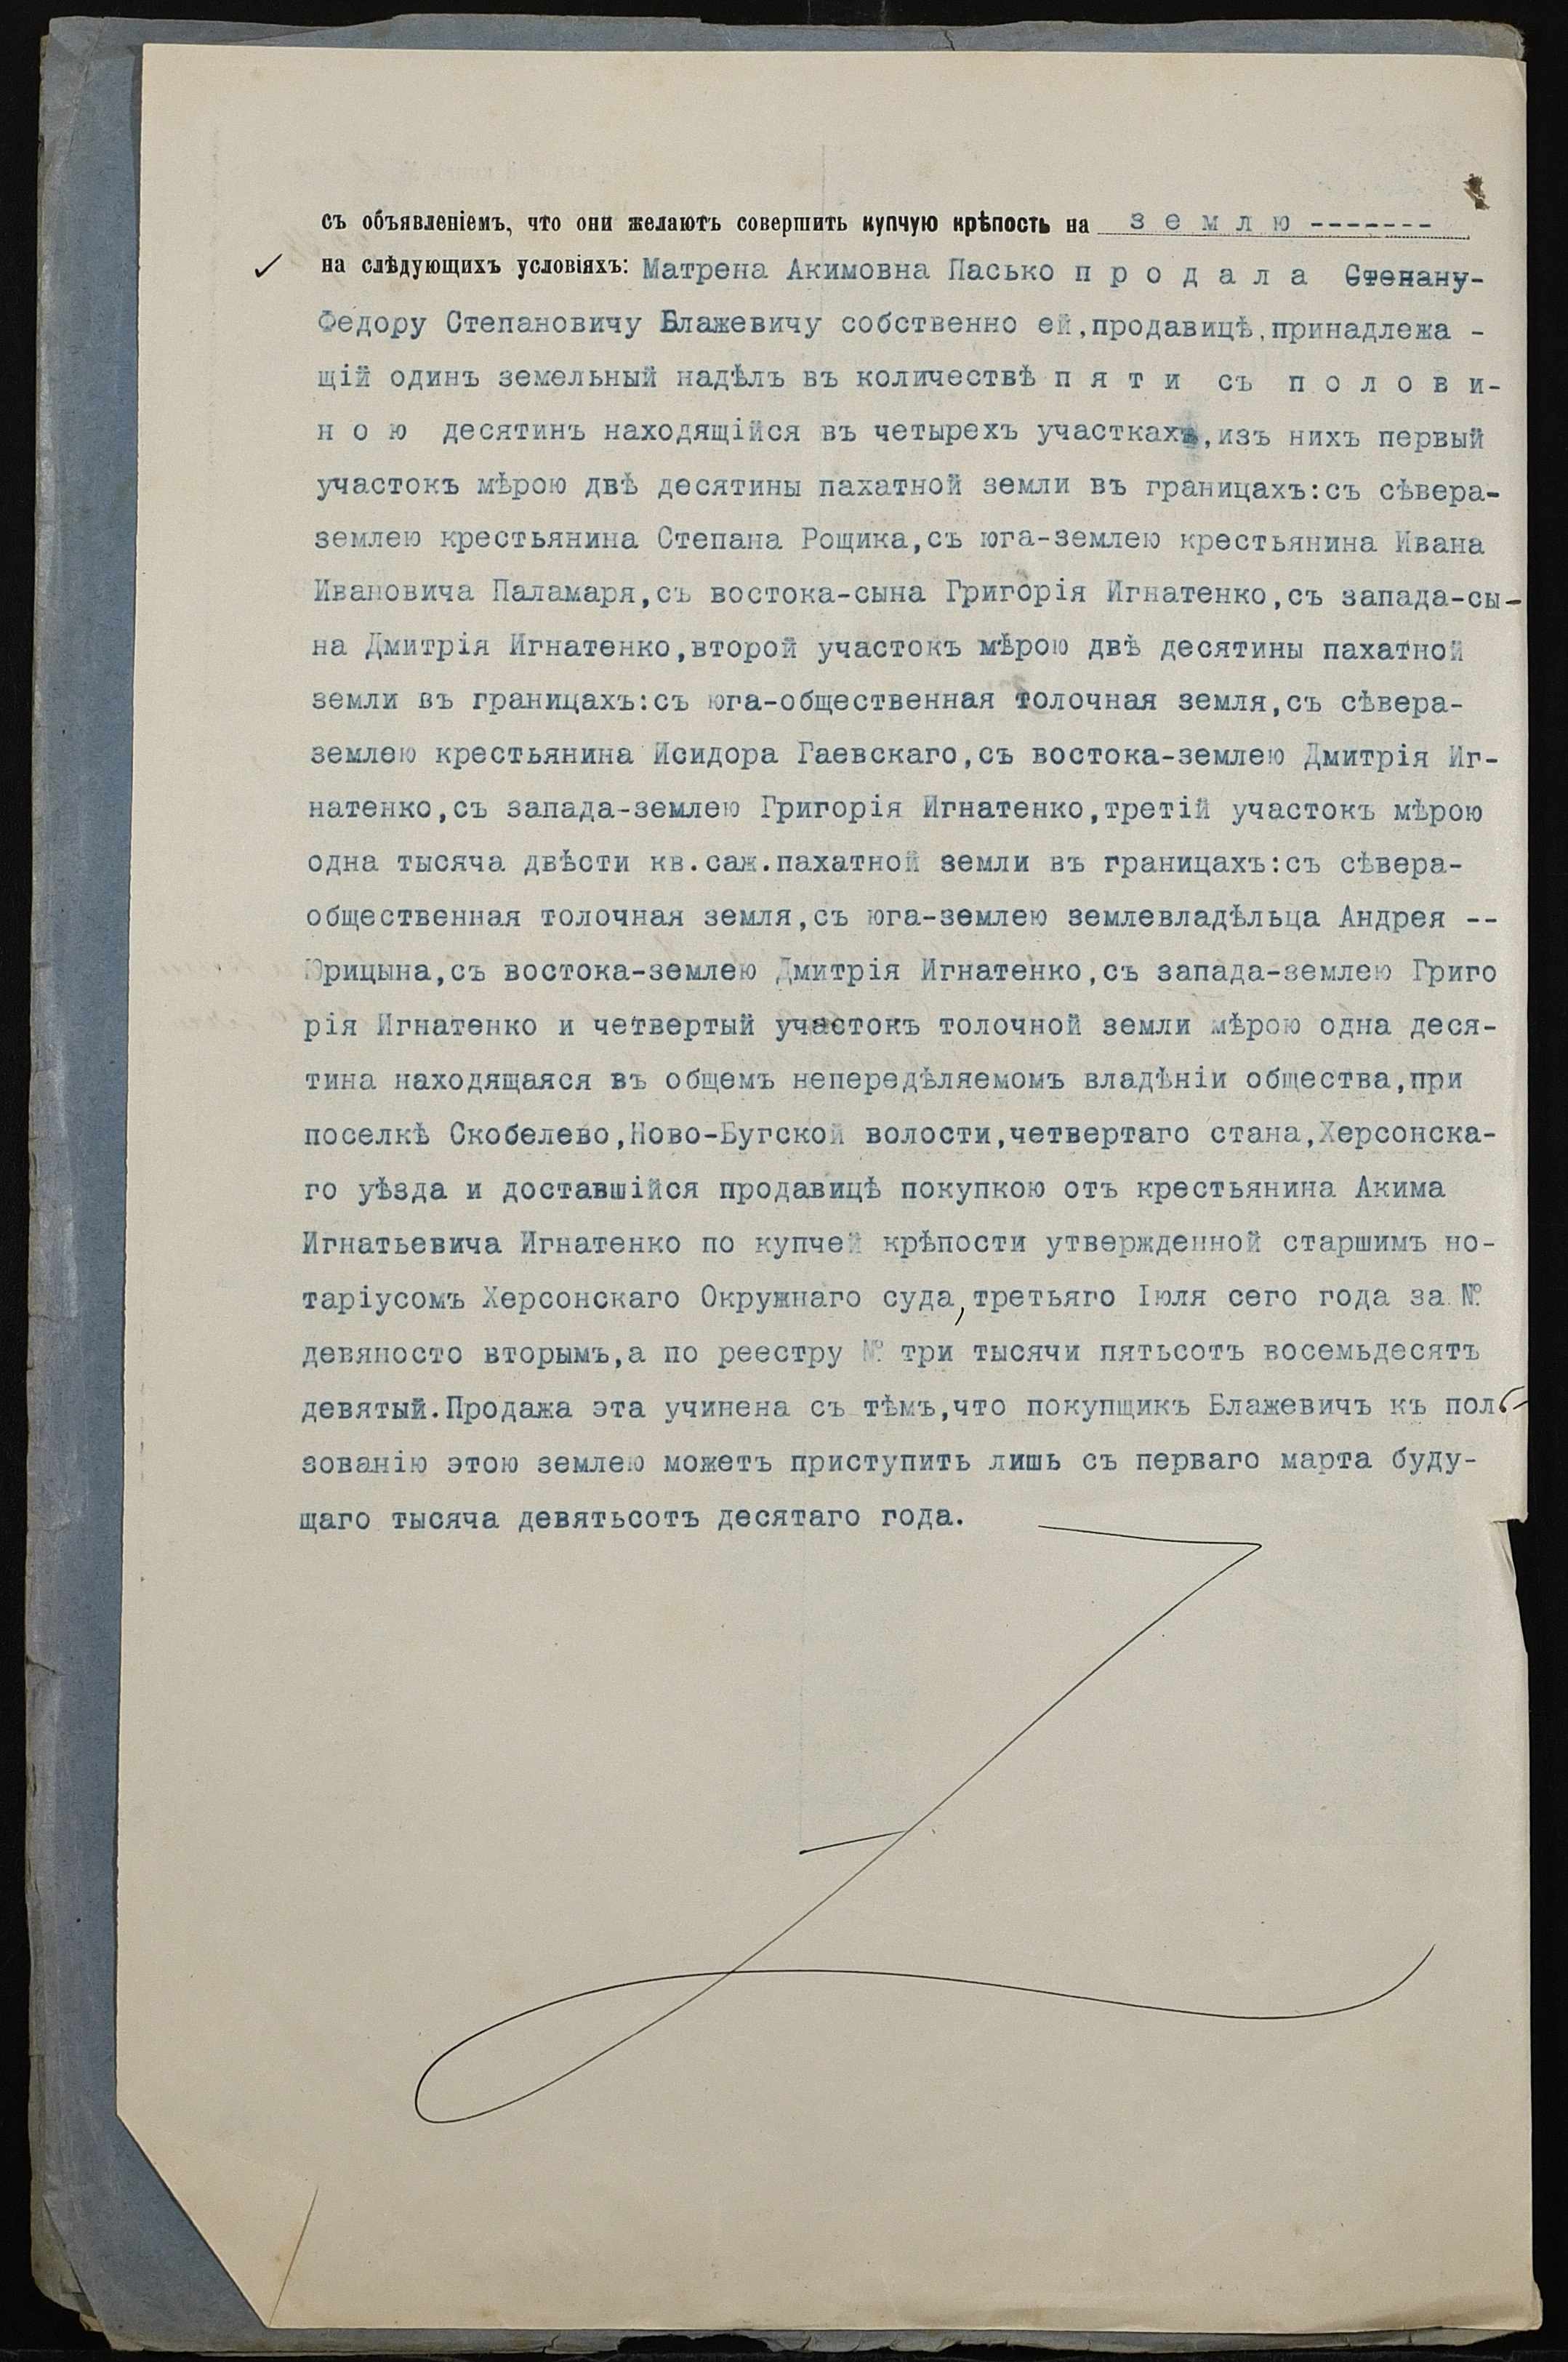 съ объявленіемъ, что они желаютъ совершить купчую крѣпость на з е м л ю -------
на слѣдующихъ условіяхъ: Матрена Акимовна Пасько п р о д а л а Степану-
Федору Степановичу Блажевичу собственно ей,продавицѣ,принадлежа -
щій одинъ земельный надѣлъ въ количествѣ п я т и съ п о л о в и-
н о ю десятинъ находящійся въ четырехъ участкахъ,изъ нихъ первый
участокъ мѣрою двѣ десятины пахатной земли въ границахъ:съ сѣвера-
землею крестьянина Степана Рощика,съ юга-землею крестьянина Ивана
Ивановича Паламаря,съ востока-сына Григорія Игнатенко,съ запада-сы-
на Дмитрія Игнатенко,второй участокъ мѣрою двѣ десятины пахатной
земли въ границахъ:съ юга-общественная толочная земля,съ сѣвера-
землею крестьянина Исидора Гаевскаго,съ востока-землею Дмитрія Иг-
натенко,съ запада-землею Григорія Игнатенко,третій участокъ мѣрою
одна тысяча двѣсти кв.саж.пахатной земли въ границахъ:съ сѣвера-
общественная толочная земля,съ юга-землею землевладѣльца Андрея --
Юрицына,съ востока-землею Дмитрія Игнатенко,съ запада-землею Григо
рія Игнатенко и четвертый участокъ толочной земли мѣрою одна деся-
тина находящаяся въ общемъ непередѣляемомъ владѣніи общества,при
поселкѣ Скобелево,Ново-Бугской волости,четвертаго стана,Херсонска-
го уѣзда и доставшійся продавицѣ покупкою отъ крестьянина Акима
Игнатьевича Игнатенко по купчей крѣпости утвержденной старшимъ но-
таріусомъ Херсонскаго Окружнаго суда,третьяго Іюля сего года за №
девяносто вторымъ,а по реестру № три тысячи пятьсотъ восемьдесятъ
девятый.Продажа эта учинена съ тѣмъ,что покупщикъ Блажевичъ къ поль-
зованію этою землею можетъ приступить лишь съ перваго марта буду-
щаго тысяча девятьсотъ десятаго года.